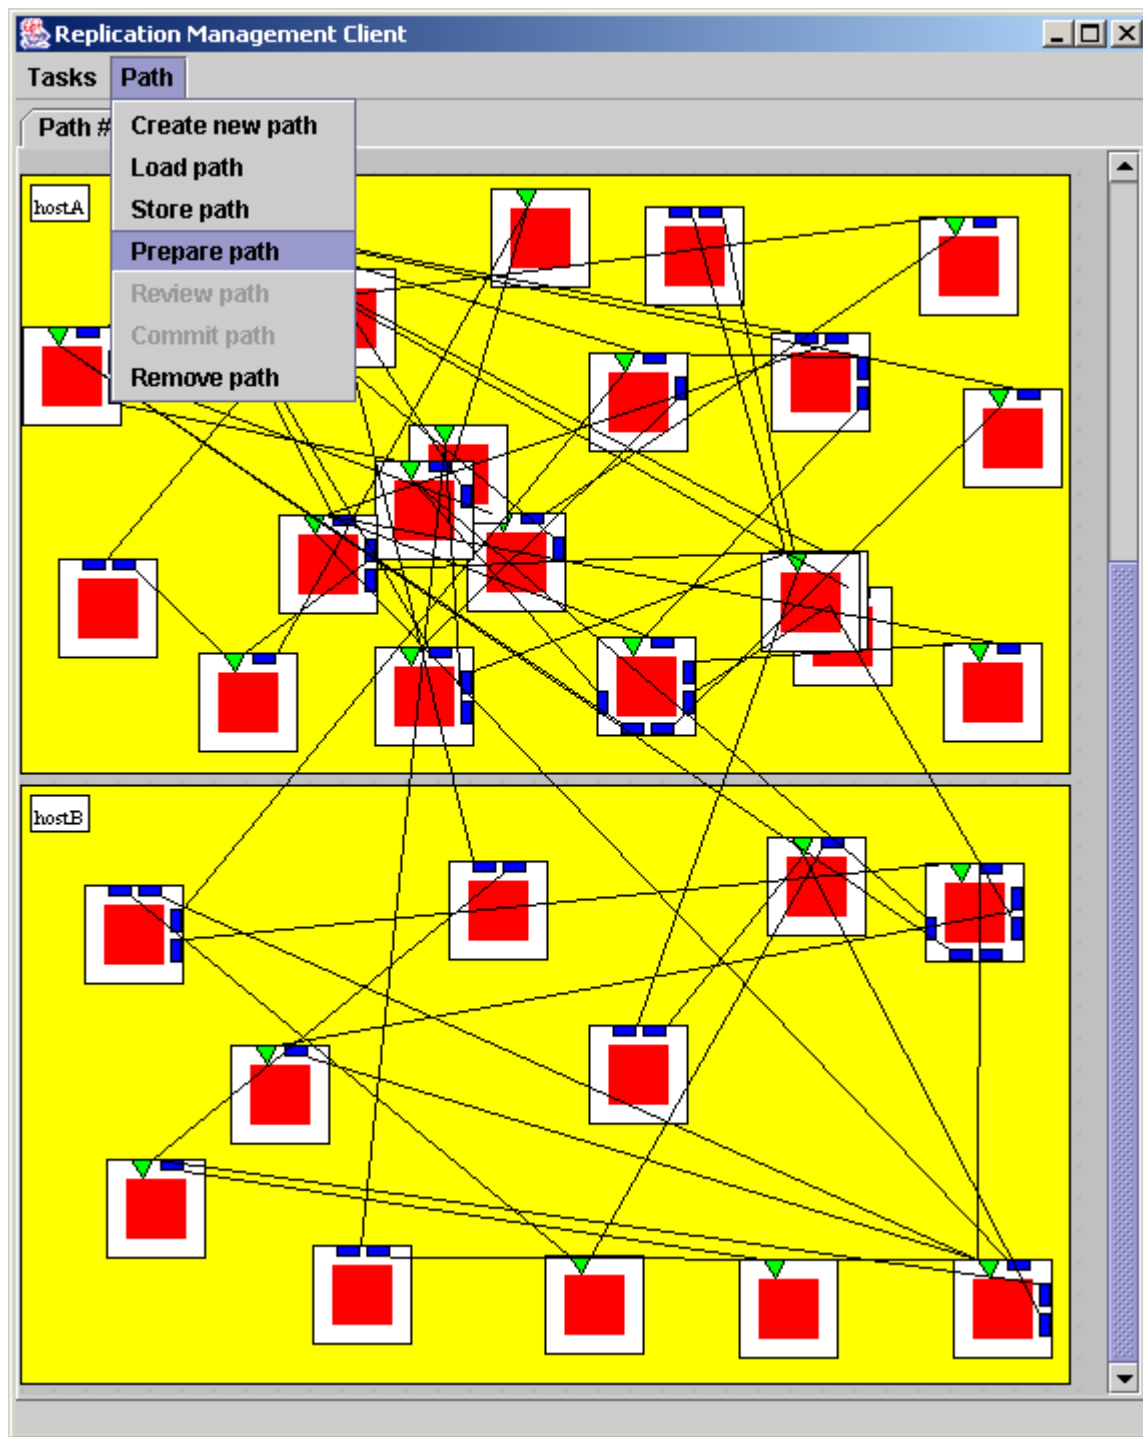 Replication Management Client
Tasks Path
Path #
Create new path
Load path
Store path
Prepare path
Review path
Commit path
Remove path
hostA
hostB